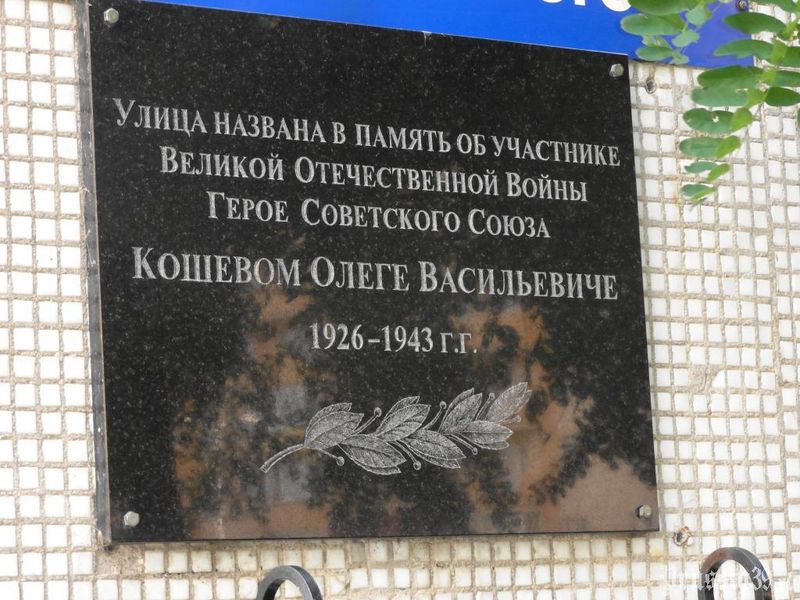 Улица названа в память об участнике
Великой Отечественной Войны
Герое Советского Союза
Кошевом Олеге Васильевиче
1926–1943 г.г.